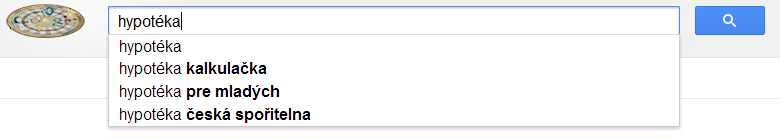 hypotéka
hypotéka
hypotéka kalkulačka
hypotéka pre mladých
hypotéka česká spořitelna